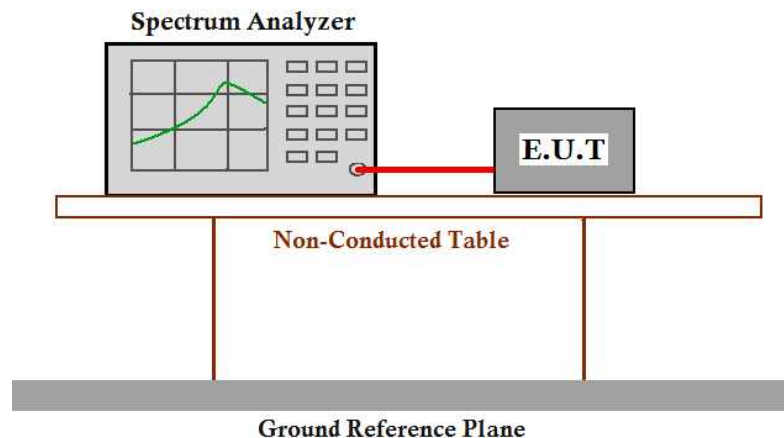 Spectrum Analyzer
E.U.T
Non-Conducted Table
Ground Reference Plane